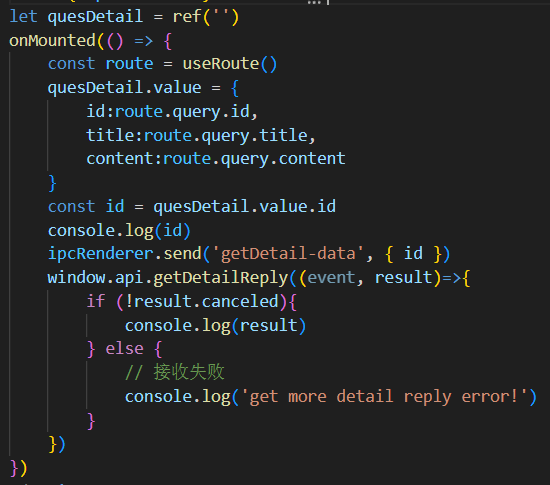 let quesDetail = ref('')
onMounted(() => {
    const route = useRoute()
    quesDetail.value = {
        id:route.query.id,
        title:route.query.title,
        content:route.query.content
    }
    const id = quesDetail.value.id
    console.log(id)
    ipcRenderer.send('getDetail-data', { id })
    window.api.getDetailReply((event, result)=>{
        if (!result.canceled){
            console.log(result)
        } else {
            // 接收失败
            console.log('get more detail reply error!')
        }
    })
})